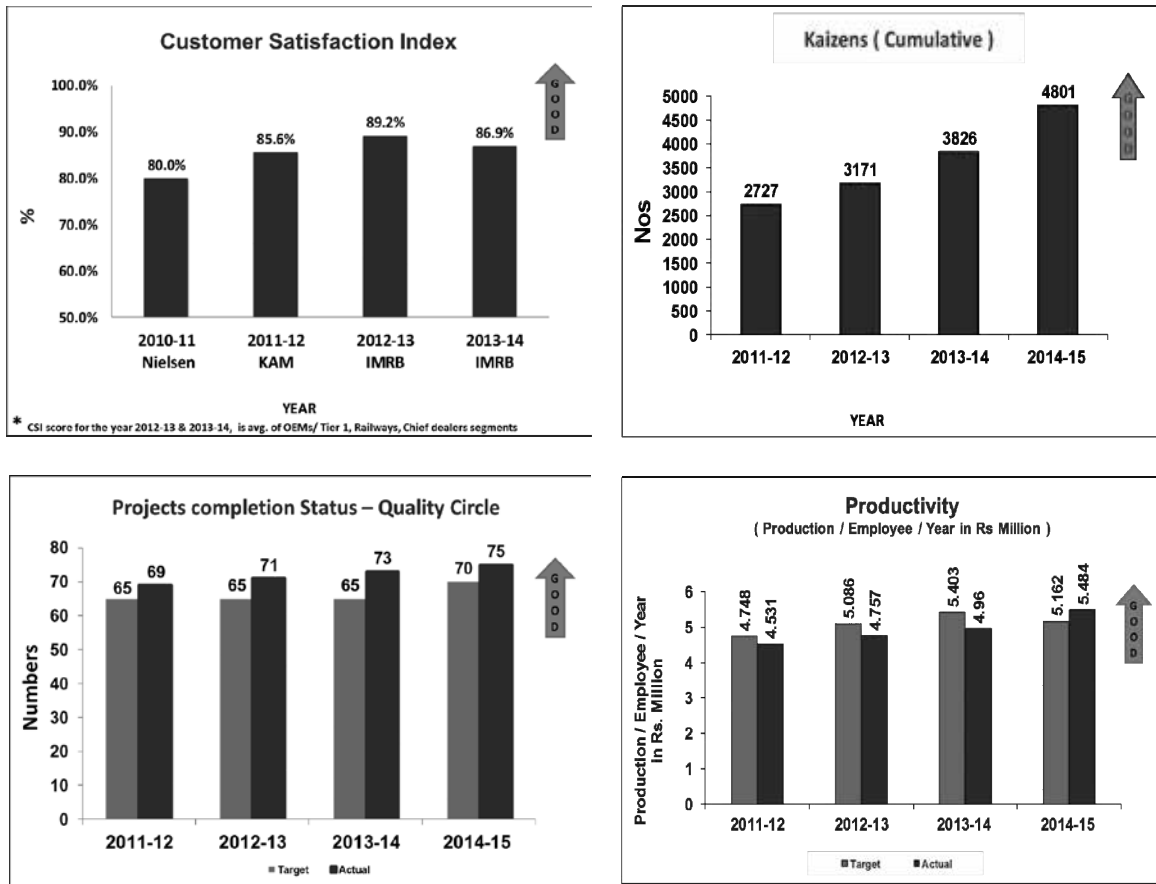 Customer Satisfaction Index
100.0%
90.0%
80.0%
70.0%
60.0%
50.0%
%
80.0%
85.6%
89.2%
86.9%
GOOD
2010-11 2011-12 2012-13 2013-14
Nielsen KAM IMRB IMRB
YEAR
* CSI score for the year 2012-13 & 2013-14, is avg. of OEMs/ Tier 1, Railways, Chief dealers segments
Kaizens ( Cumulative )
5000
4500
4000
3500
3000
2500
2000
1500
1000
500
0
Nos
2727
3171
3826
4801
GOOD
2011-12 2012-13 2013-14 2014-15
YEAR
Projects completion Status – Quality Circle
80
70
60
50
40
30
20
10
0
Numbers
65 69
65 71
65 73
70 75
GOOD
2011-12 2012-13 2013-14 2014-15
Target Actual
Productivity
( Production / Employee / Year in Rs Million )
6
5
4
3
2
1
0
Production / Employee / Year
in Rs. Million
4.748 4.531
5.086 4.757
5.403 4.96
5.162 5.484
GOOD
2011-12 2012-13 2013-14 2014-15
Target Actual